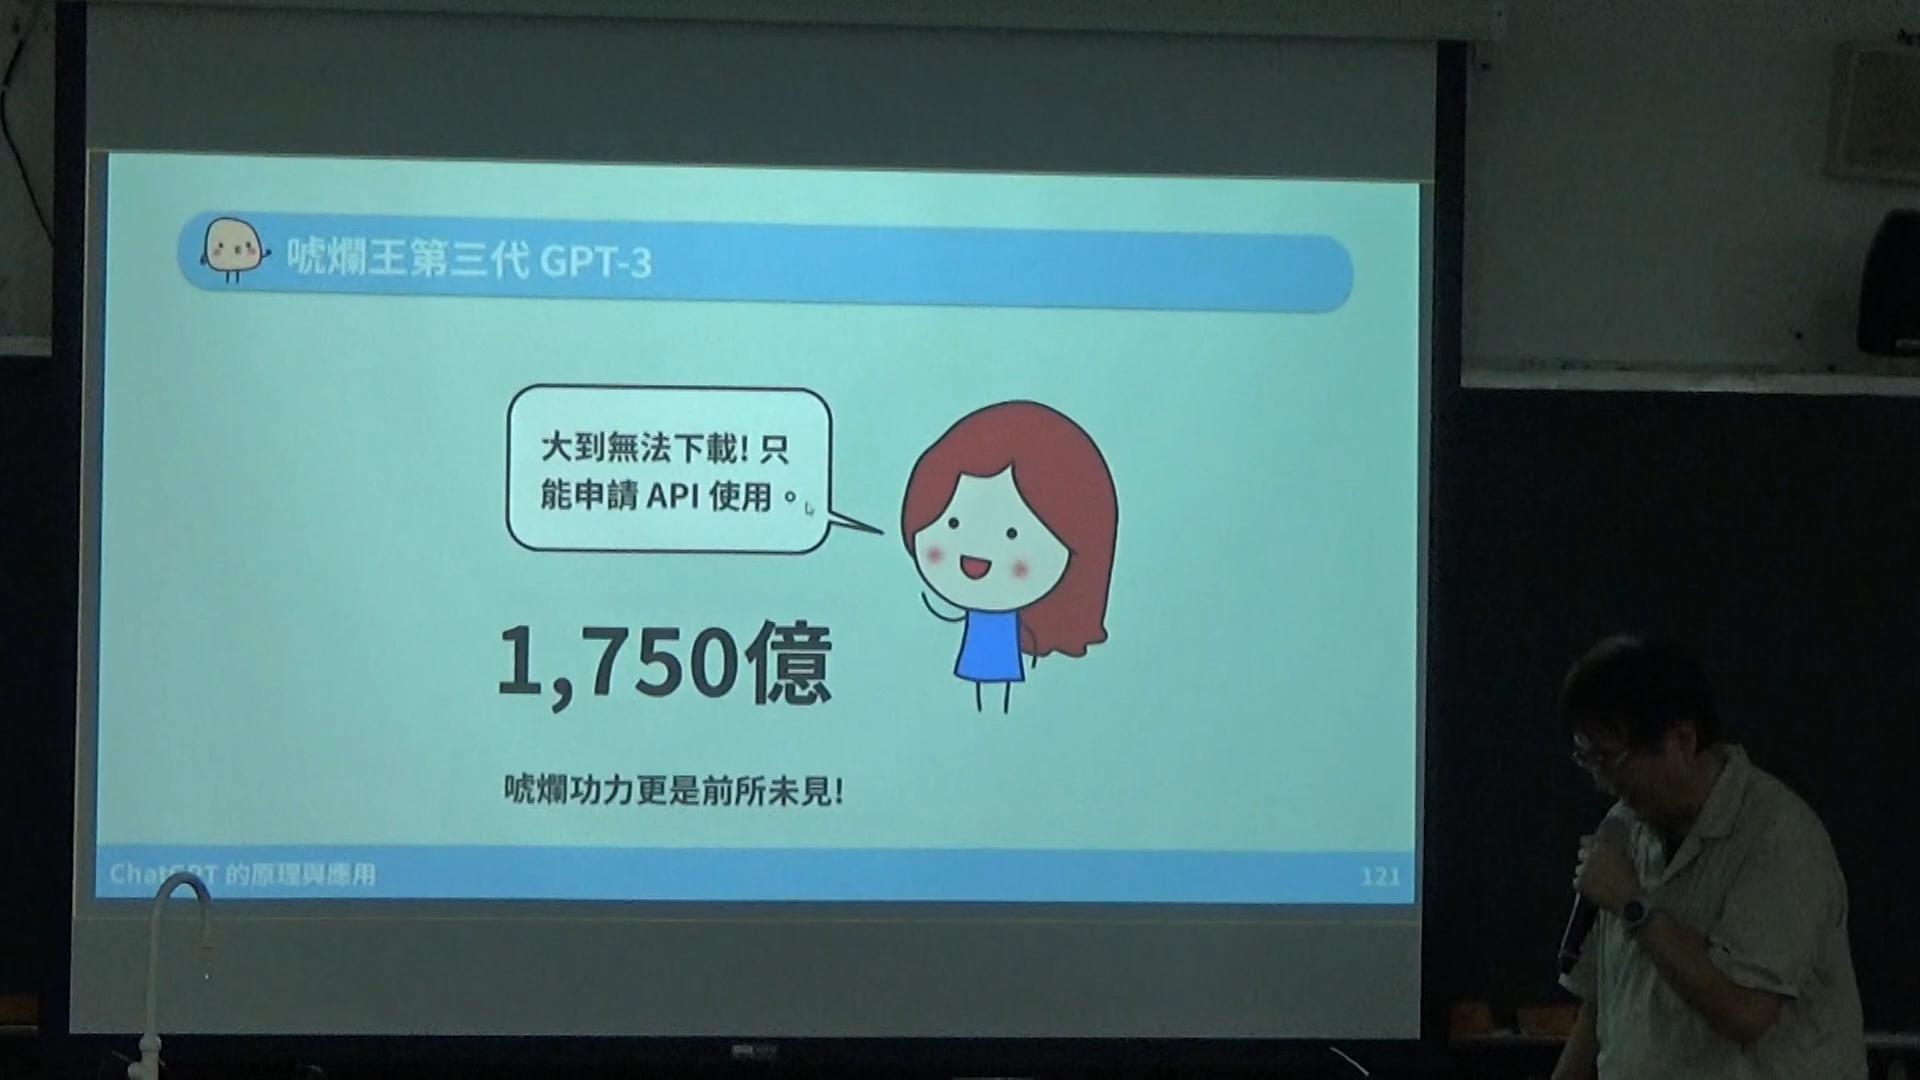 唬爛王第三代 GPT-3
大到無法下載! 只
能申請 API 使用。
1,750億
唬爛功力更是前所未見!
ChatGPT 的原理與應用
121